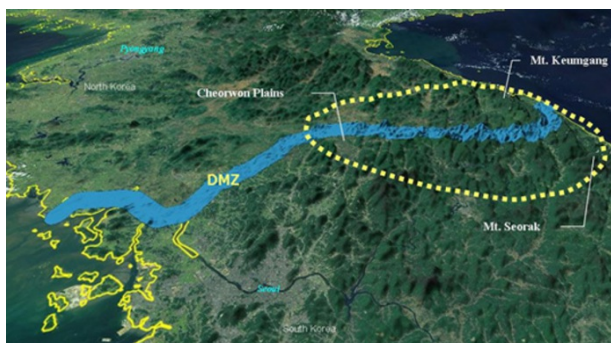 Pyongyang
Mt. Keumgang
North Korea
Cheorwon Plains
DMZ
Mt. Seorak
Seoul
South Korea